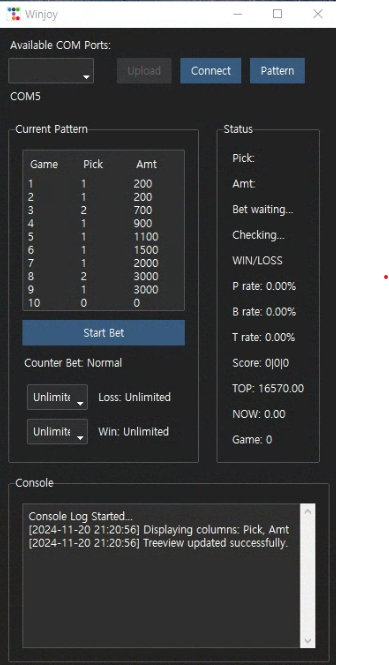 Winjoy
Available COM Ports:
Upload Connect Pattern
COM5
Current Pattern
Game Pick Amt
1 1 200
2 1 200
3 2 700
4 1 900
5 1 1100
6 1 1500
7 1 2000
8 2 3000
9 1 3000
10 0 0
Start Bet
Counter Bet: Normal
Unlimite Loss: Unlimited
Unlimite Win: Unlimited
Status
Pick:
Amt:
Bet waiting...
Checking...
WIN/LOSS
P rate: 0.00%
B rate: 0.00%
T rate: 0.00%
Score: 0|0|0
TOP: 16570.00
NOW: 0.00
Game: 0
Console
Console Log Started...
[2024-11-20 21:20:56] Displaying columns: Pick, Amt
[2024-11-20 21:20:56] Treeview updated successfully.